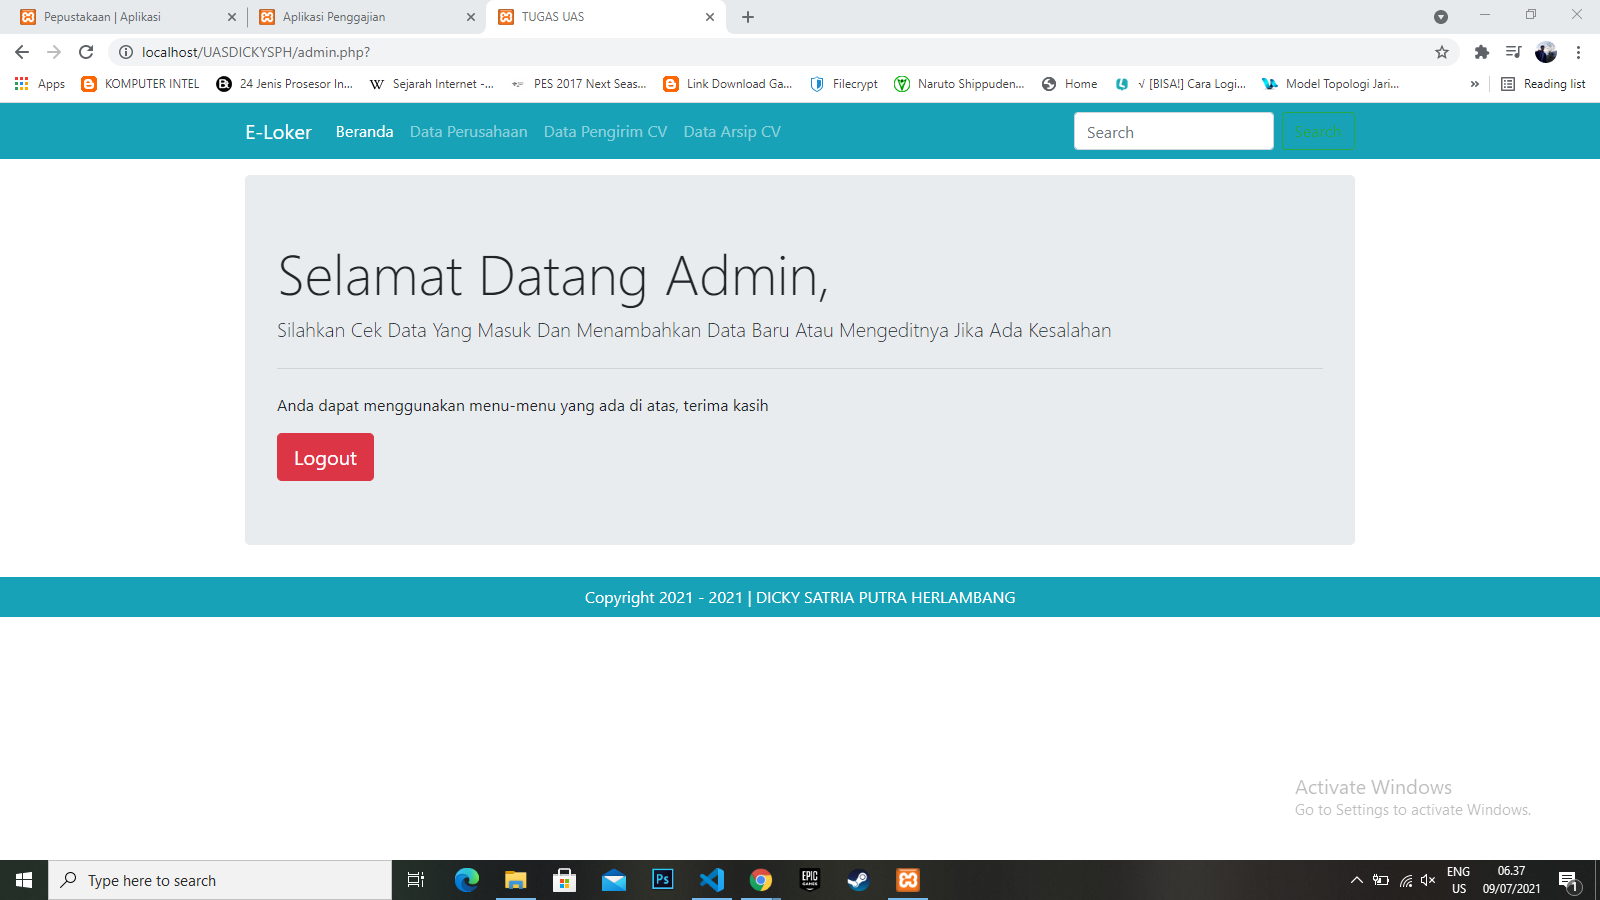 Pepustakaan | Aplikasi
Aplikasi Penggajian
TUGAS UAS
localhost/UASDICKYSPH/admin.php?
Apps
KOMPUTER INTEL
24 Jenis Prosesor In...
Sejarah Internet -...
PES 2017 Next Seas...
Link Download Ga...
Filecrypt
Naruto Shippuden...
Home
√ [BISA!] Cara Logi...
Model Topologi Jari...
»
Reading list
E-Loker
Beranda
Data Perusahaan
Data Pengirim CV
Data Arsip CV
Search
Search
Selamat Datang Admin,
Silahkan Cek Data Yang Masuk Dan Menambahkan Data Baru Atau Mengeditnya Jika Ada Kesalahan
Anda dapat menggunakan menu-menu yang ada di atas, terima kasih
Logout
Copyright 2021 - 2021 | DICKY SATRIA PUTRA HERLAMBANG
Activate Windows
Go to Settings to activate Windows.
Type here to search
Ps
EPIC
GAMES
ENG
US
06.37
09/07/2021
1